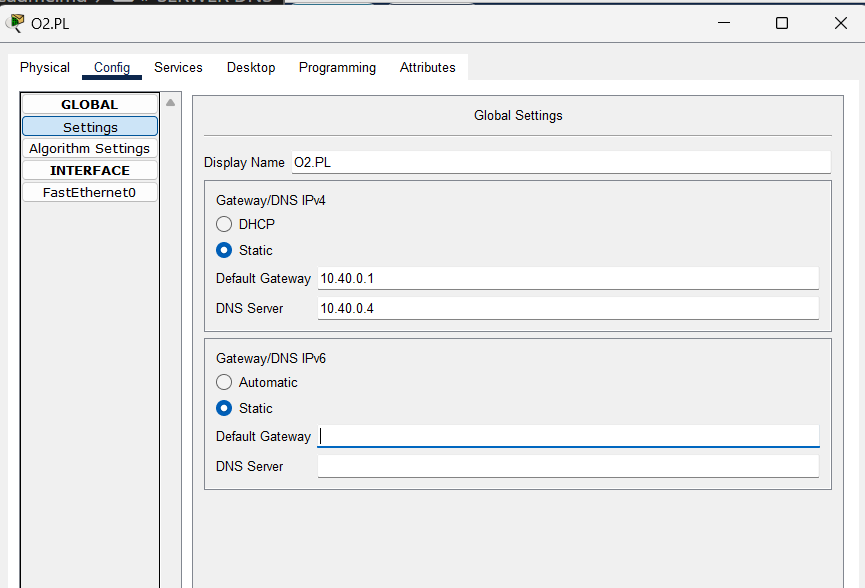 O2.PL
Physical Config Services Desktop Programming Attributes
GLOBAL
Settings
Algorithm Settings
INTERFACE
FastEthernet0
Global Settings
Display Name O2.PL
Gateway/DNS IPv4
DHCP
Static
Default Gateway 10.40.0.1
DNS Server 10.40.0.4
Gateway/DNS IPv6
Automatic
Static
Default Gateway
DNS Server